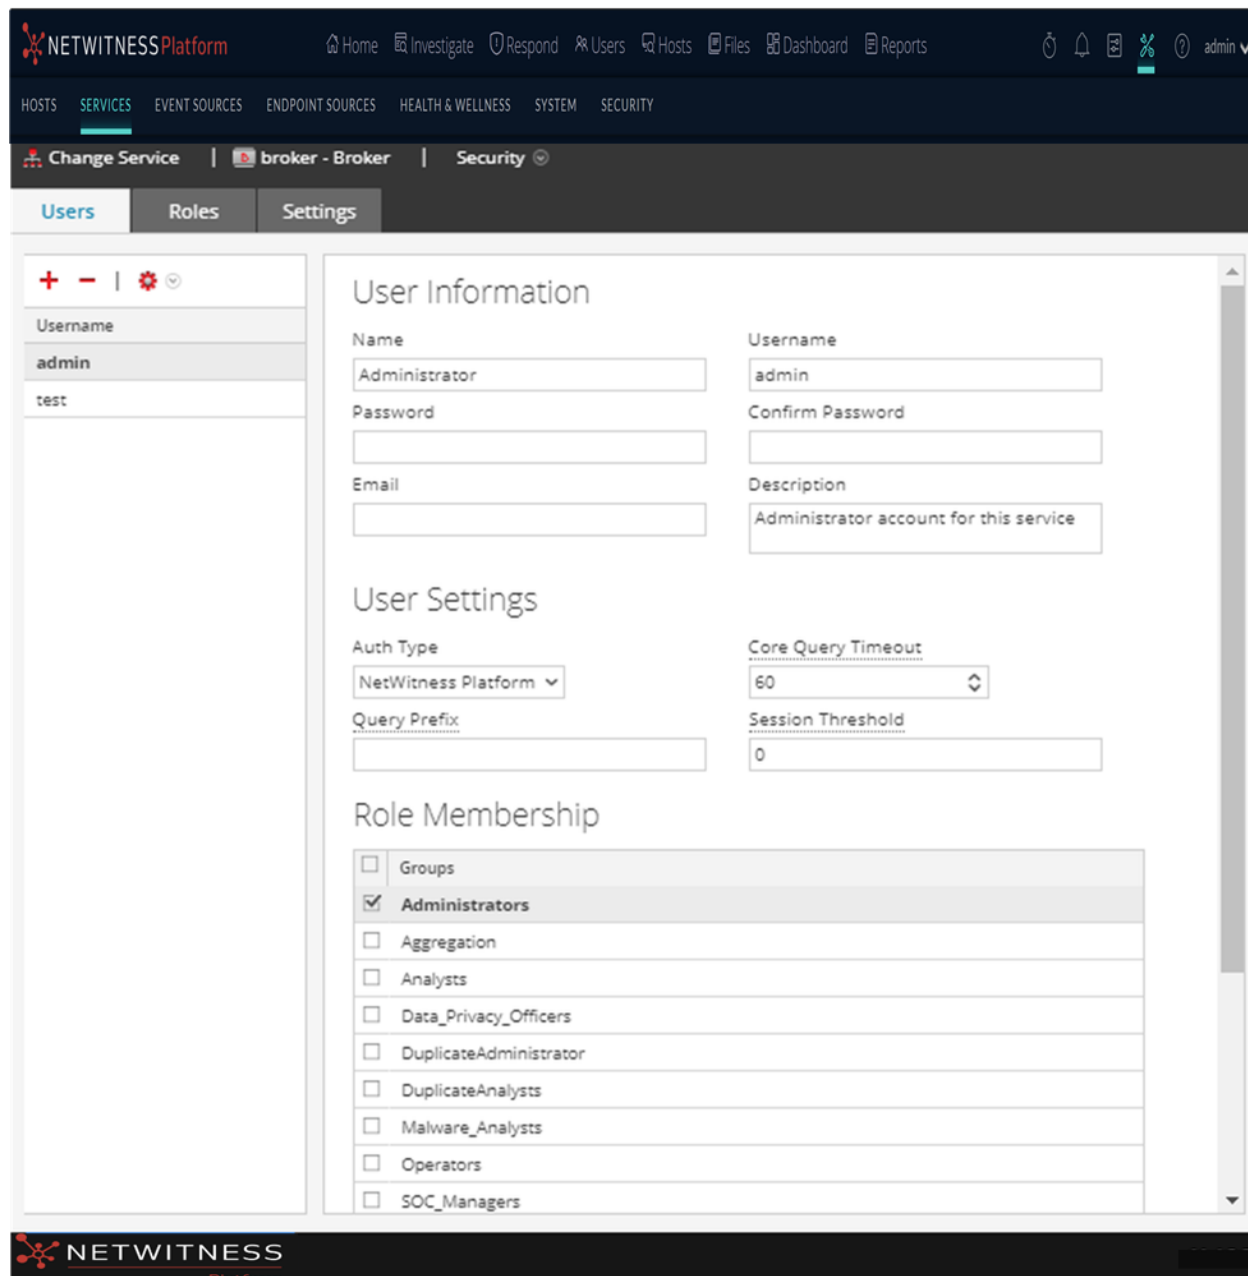 NETWITNESS Platform Home Investigate Respond Users Hosts Files Dashboard Reports admin
HOSTS SERVICES EVENT SOURCES ENDPOINT SOURCES HEALTH & WELLNESS SYSTEM SECURITY
Change Service | broker - Broker | Security
Users Roles Settings
User Information
Username
admin
test
Name Username
Administrator admin
Password Confirm Password
Email Description
Administrator account for this service
User Settings
Auth Type Core Query Timeout
NetWitness Platform 60
Query Prefix Session Threshold
0
Role Membership
Groups
Administrators
Aggregation
Analysts
Data_Privacy_Officers
DuplicateAdministrator
DuplicateAnalysts
Malware_Analysts
Operators
SOC_Managers
NETWITNESS